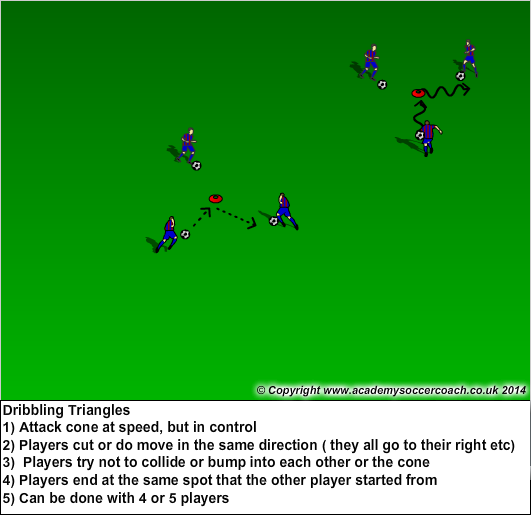 © Copyright www.academysoccercoach.co.uk 2014
Dribbling Triangles
1) Attack cone at speed, but in control
2) Players cut or do move in the same direction ( they all go to their right etc)
3)  Players try not to collide or bump into each other or the cone
4) Players end at the same spot that the other player started from
5) Can be done with 4 or 5 players